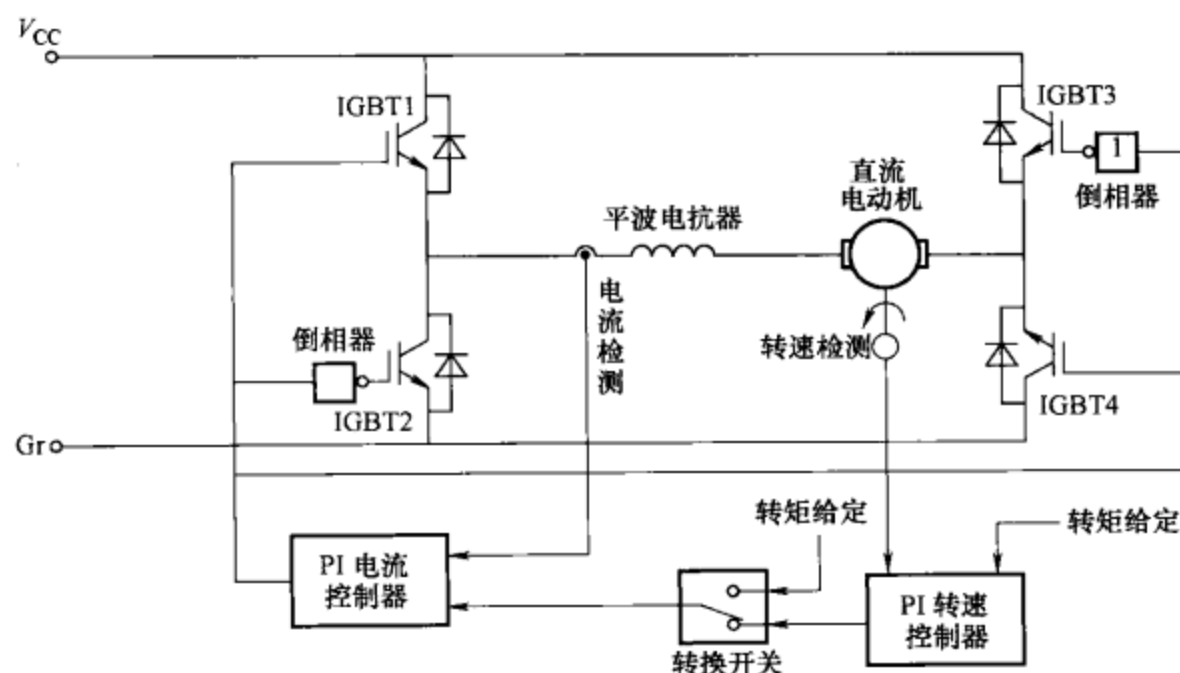 VCC
IGBT1
IGBT3
1
倒相器
直流
电动机
平波电抗器
电流检测
倒相器
IGBT2
转速检测
IGBT4
Gr
转矩给定
转矩给定
PI 电流
控制器
PI 转速
控制器
转换开关